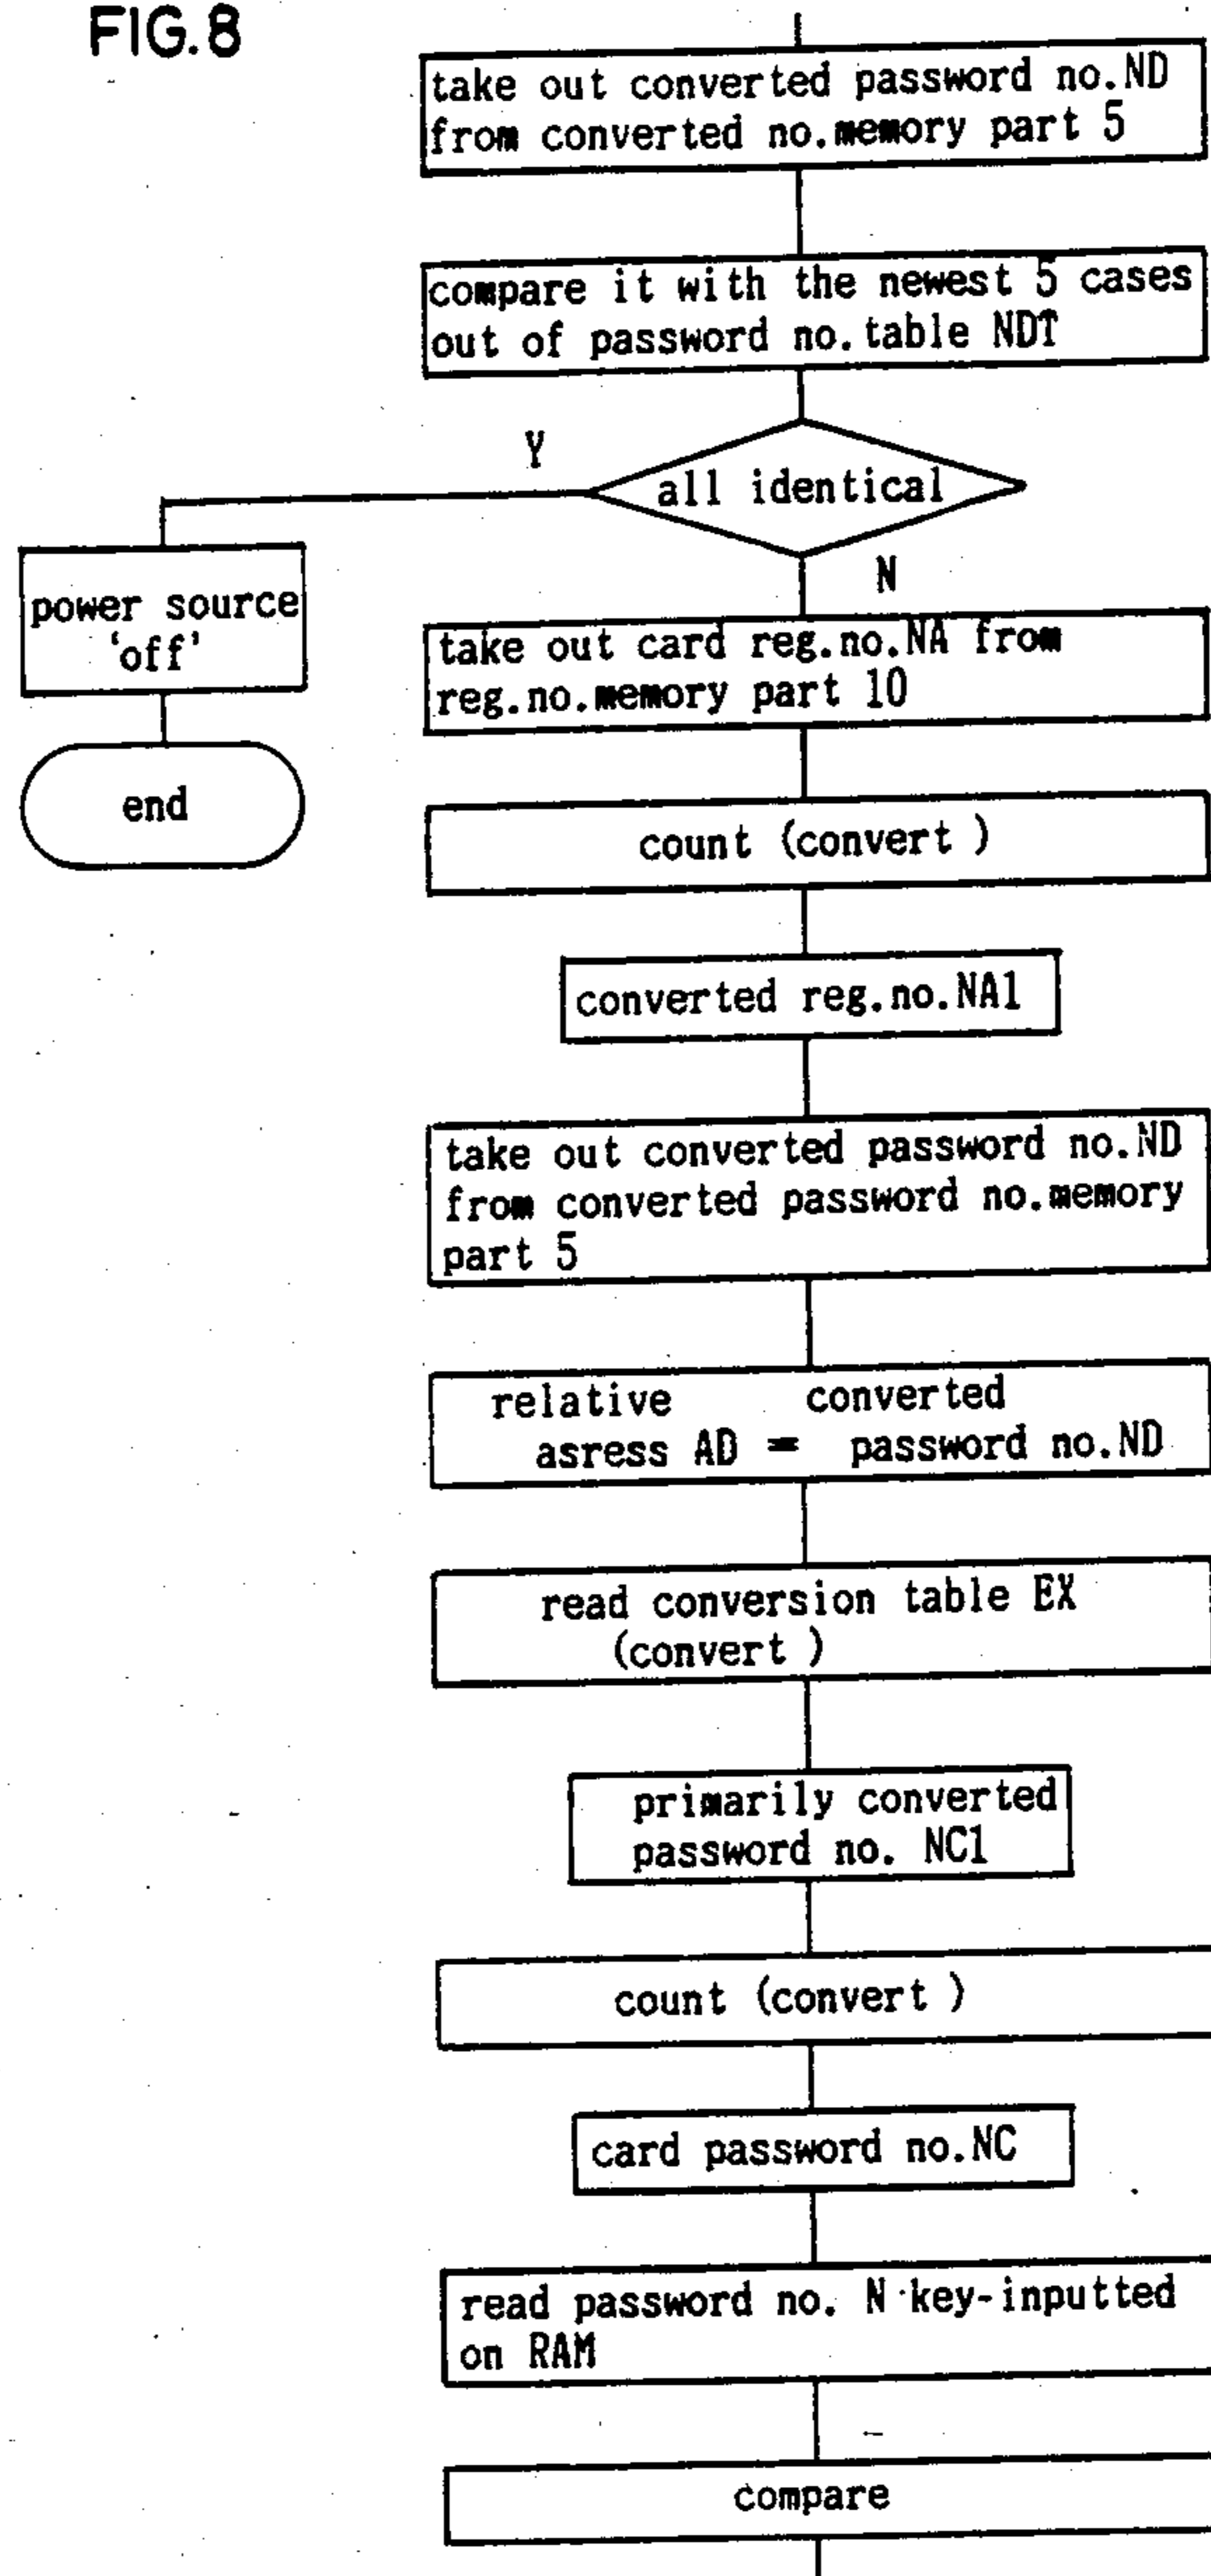 FIG.8
take out converted password no.ND
from converted no.memory part 5
compare it with the newest 5 cases
out of password no.table NDT
Y
all identical
N
power source
'off'
end
take out card reg.no.NA from
reg.no.memory part 10
count (convert )
converted reg.no.NA1
take out converted password no.ND
from converted password no.memory
part 5
relative converted
asress AD = password no.ND
read conversion table EX
(convert )
primarily converted
password no. NC1
count (convert )
card password no.NC
read password no. N key-inputted
on RAM
compare